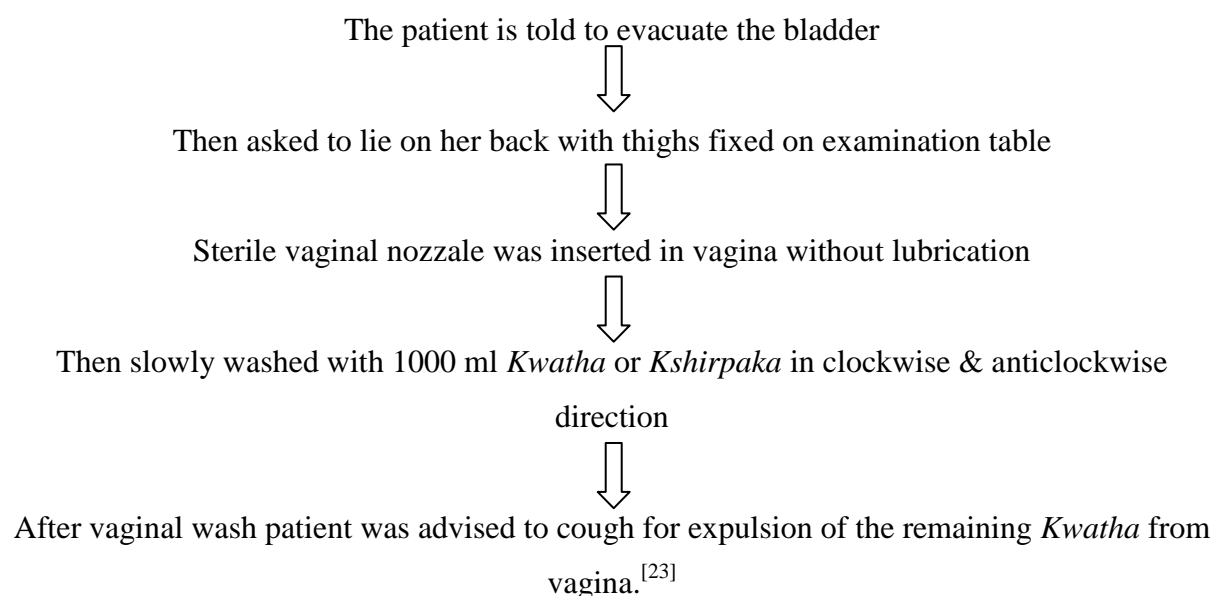 The patient is told to evacuate the bladder
Then asked to lie on her back with thighs fixed on examination table
Sterile vaginal nozzale was inserted in vagina without lubrication
Then slowly washed with 1000 ml Kwatha or Kshirpaka in clockwise & anticlockwise
direction
After vaginal wash patient was advised to cough for expulsion of the remaining Kwatha from
vagina.[23]